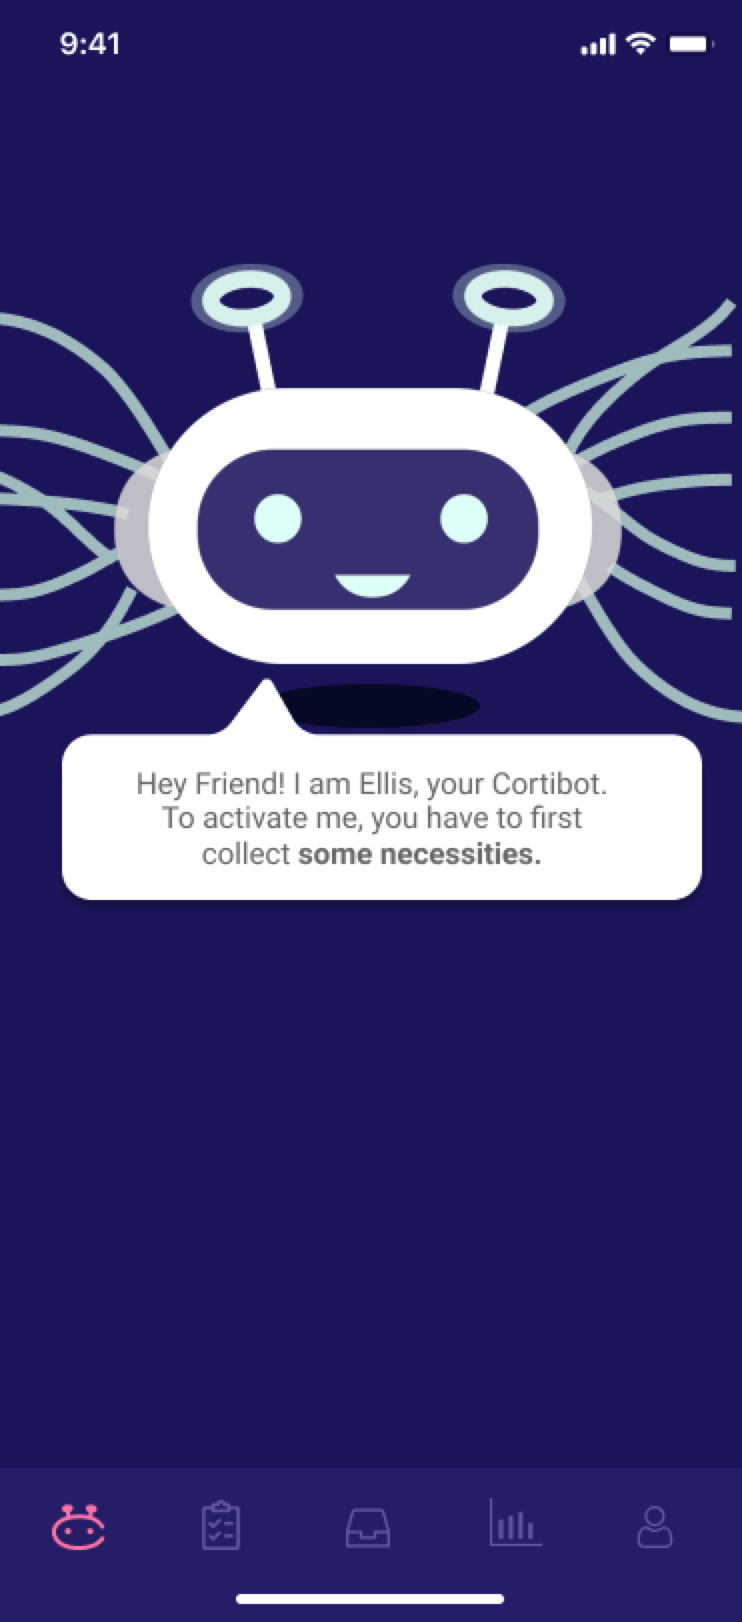 9:41
Hey Friend! I am Ellis, your Cortibot.
To activate me, you have to first
collect some necessities.